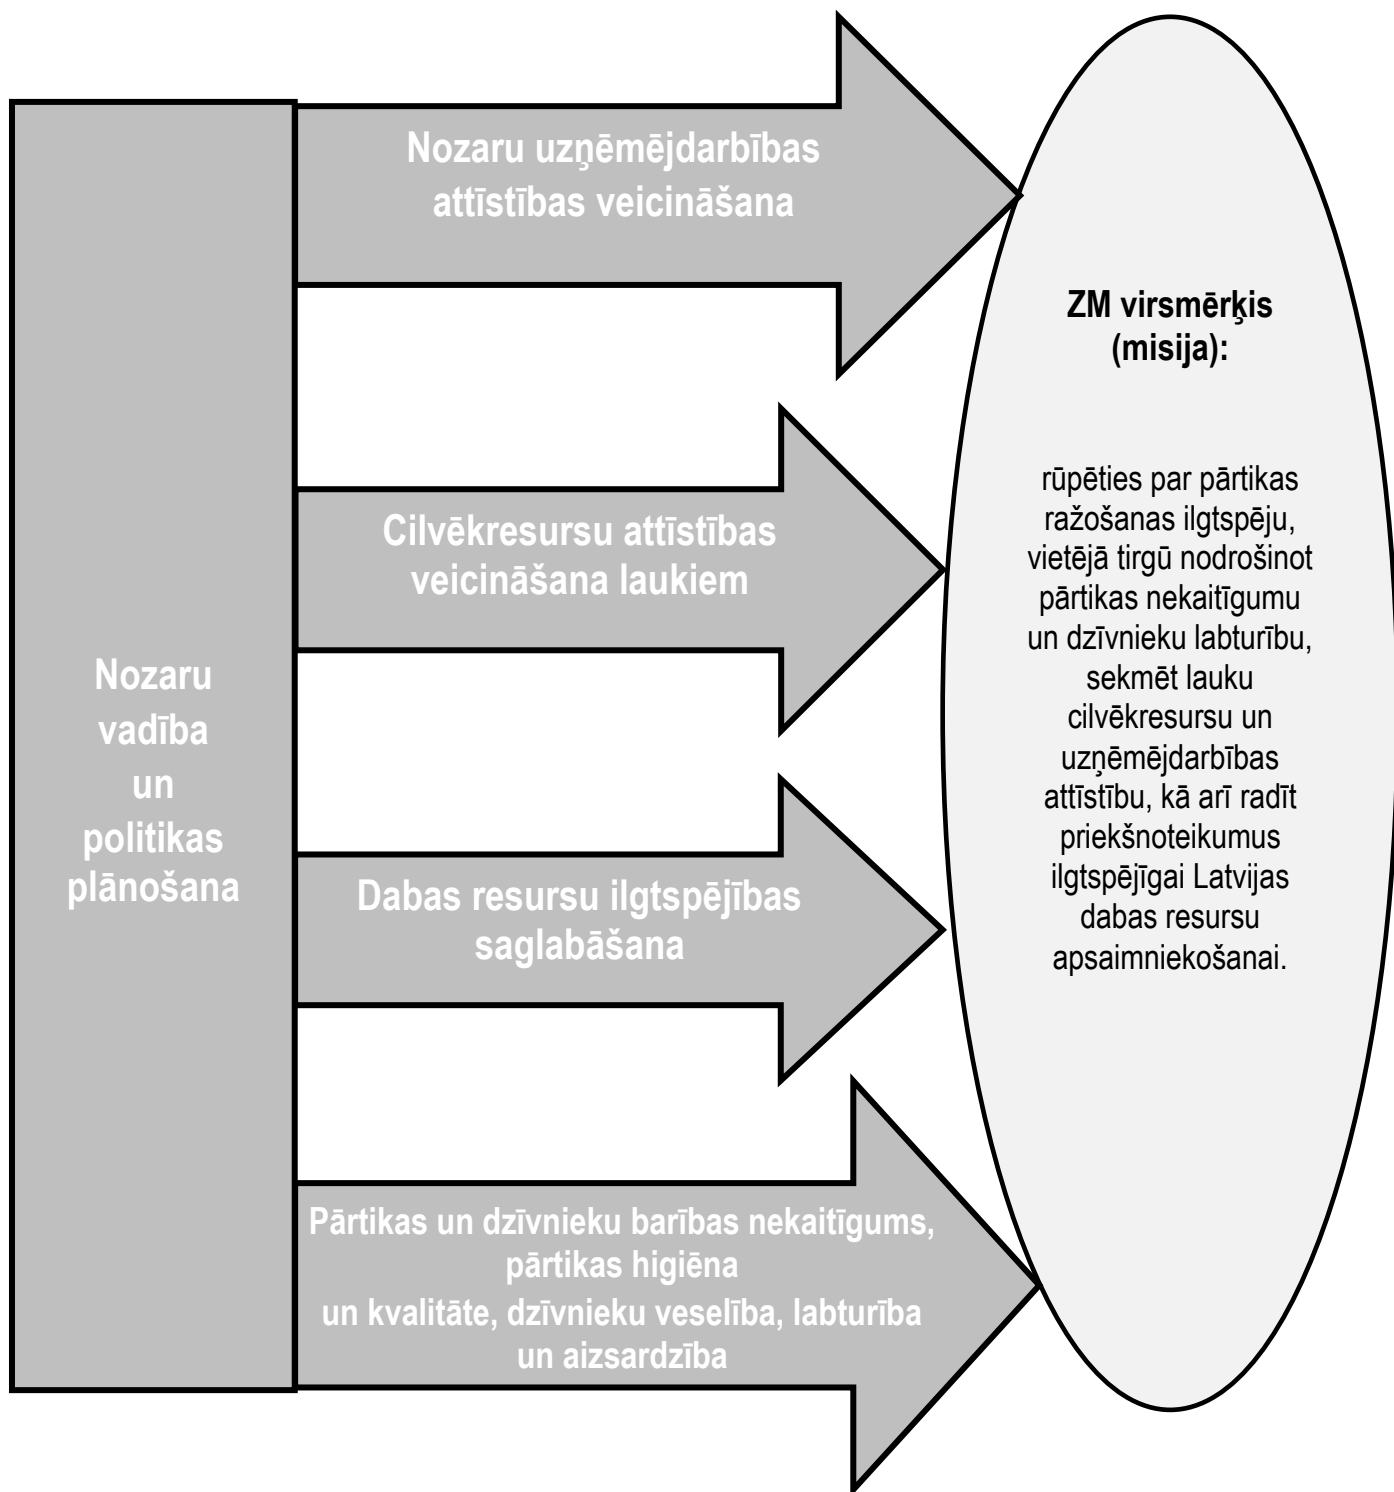 Nozaru
vadība
un
politikas
plānošana
Nozaru uzņēmējdarbības
attīstības veicināšana
Cilvēkresursu attīstības
veicināšana laukiem
Dabas resursu ilgtspējības
saglabāšana
Pārtikas un dzīvnieku barības nekaitīgums,
pārtikas higiēna
un kvalitāte, dzīvnieku veselība, labturība
un aizsardzība
ZM virsmērķis
(misija):
rūpēties par pārtikas
ražošanas ilgtspēju,
vietējā tirgū nodrošinot
pārtikas nekaitīgumu
un dzīvnieku labturību,
sekmēt lauku
cilvēkresursu un
uzņēmējdarbības
attīstību, kā arī radīt
priekšnoteikumus
ilgtspējīgai Latvijas
dabas resursu
apsaimniekošanai.